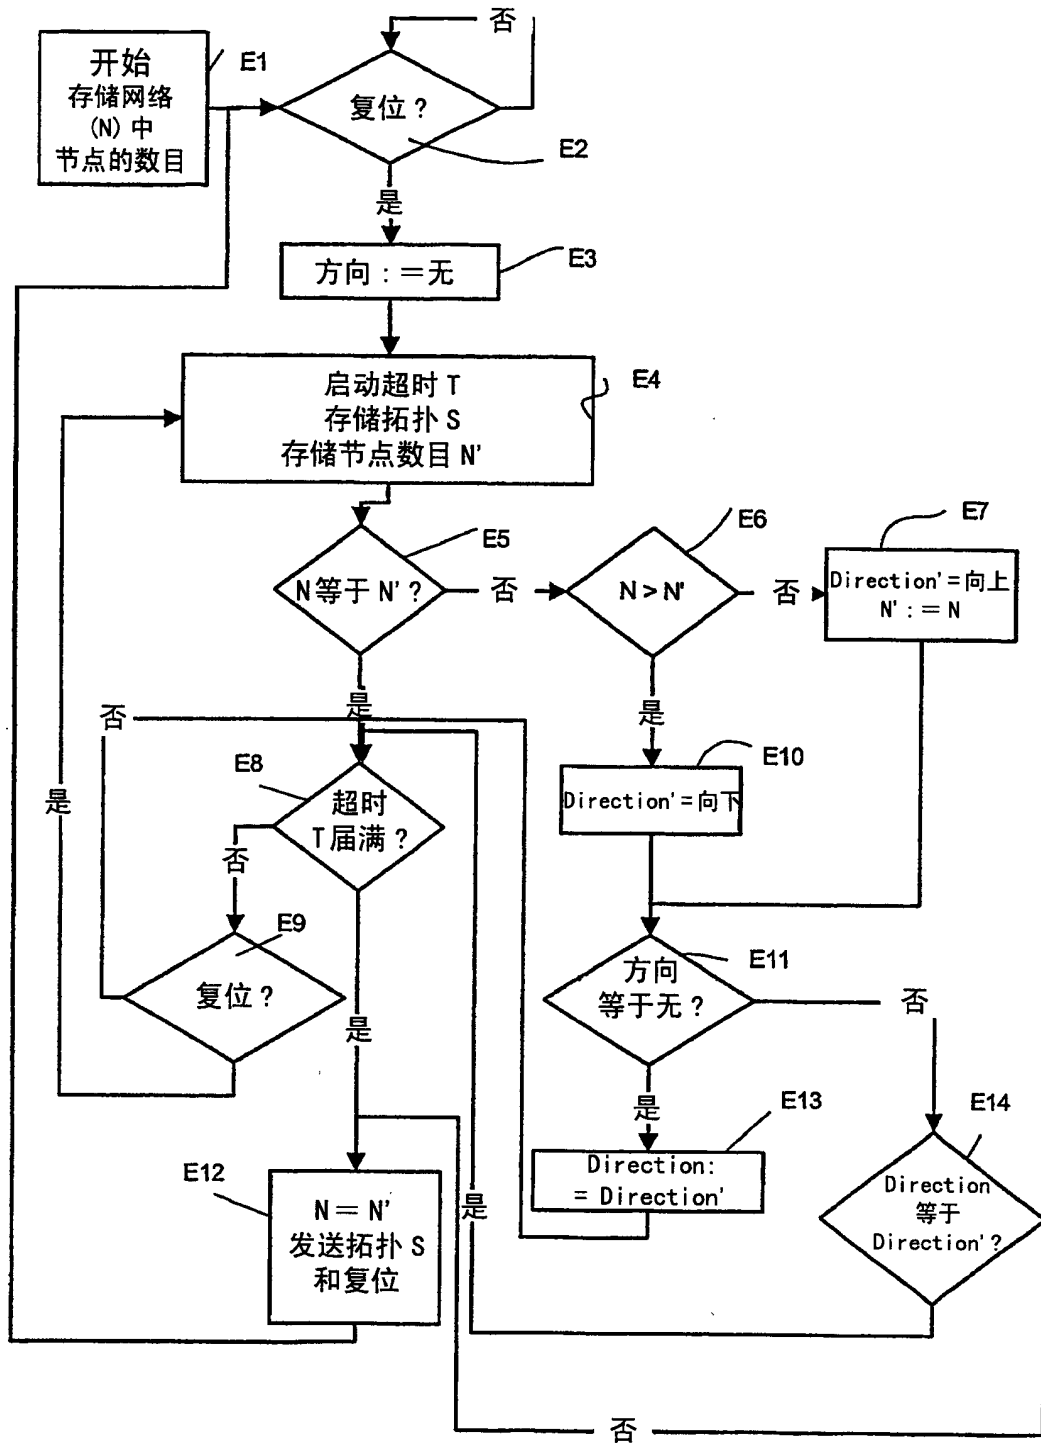 否
开始
存储网络
(N) 中
节点的数目
E1
复位？
E2
是
方向：＝无
E3
启动超时 T
存储拓扑 S
存储节点数目 N'
E4
N 等于 N'？
E5
否
N > N'
E6
否
Direction'=向上
N'：= N
E7
是
是
否
是
E8
超时
T 届满？
Direction'=向下
E10
否
E9
复位？
方向
等于无？
E11
否
是
是
E13
E14
Direction:
= Direction'
Direction
等于
Direction'？
E12
N＝N'
发送拓扑 S
和复位
是
否